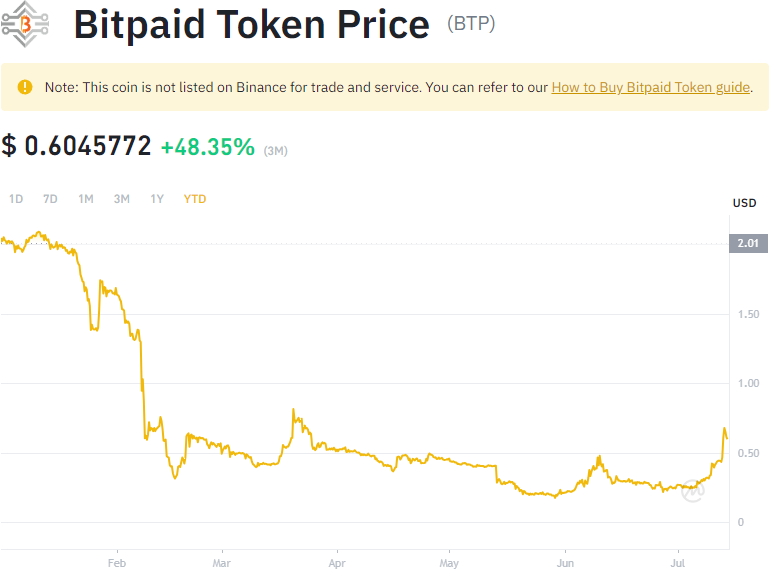 Bitpaid Token Price (BTP)
Note: This coin is not listed on Binance for trade and service. You can refer to our How to Buy Bitpaid Token guide.
$ 0.6045772 +48.35% (3M)
1D 7D 1M 3M 1Y YTD
USD
2.01
1.50
1.00
0.50
0
Feb Mar Apr May Jun Jul